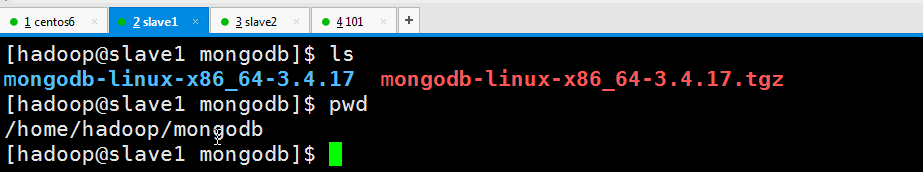 1 centos6 × 2 slave1 × 3 slave2 × 4 101 × +
[hadoop@slave1 mongodb]$ ls
mongodb-linux-x86_64-3.4.17  mongodb-linux-x86_64-3.4.17.tgz
[hadoop@slave1 mongodb]$ pwd
/home/hadoop/mongodb
[hadoop@slave1 mongodb]$